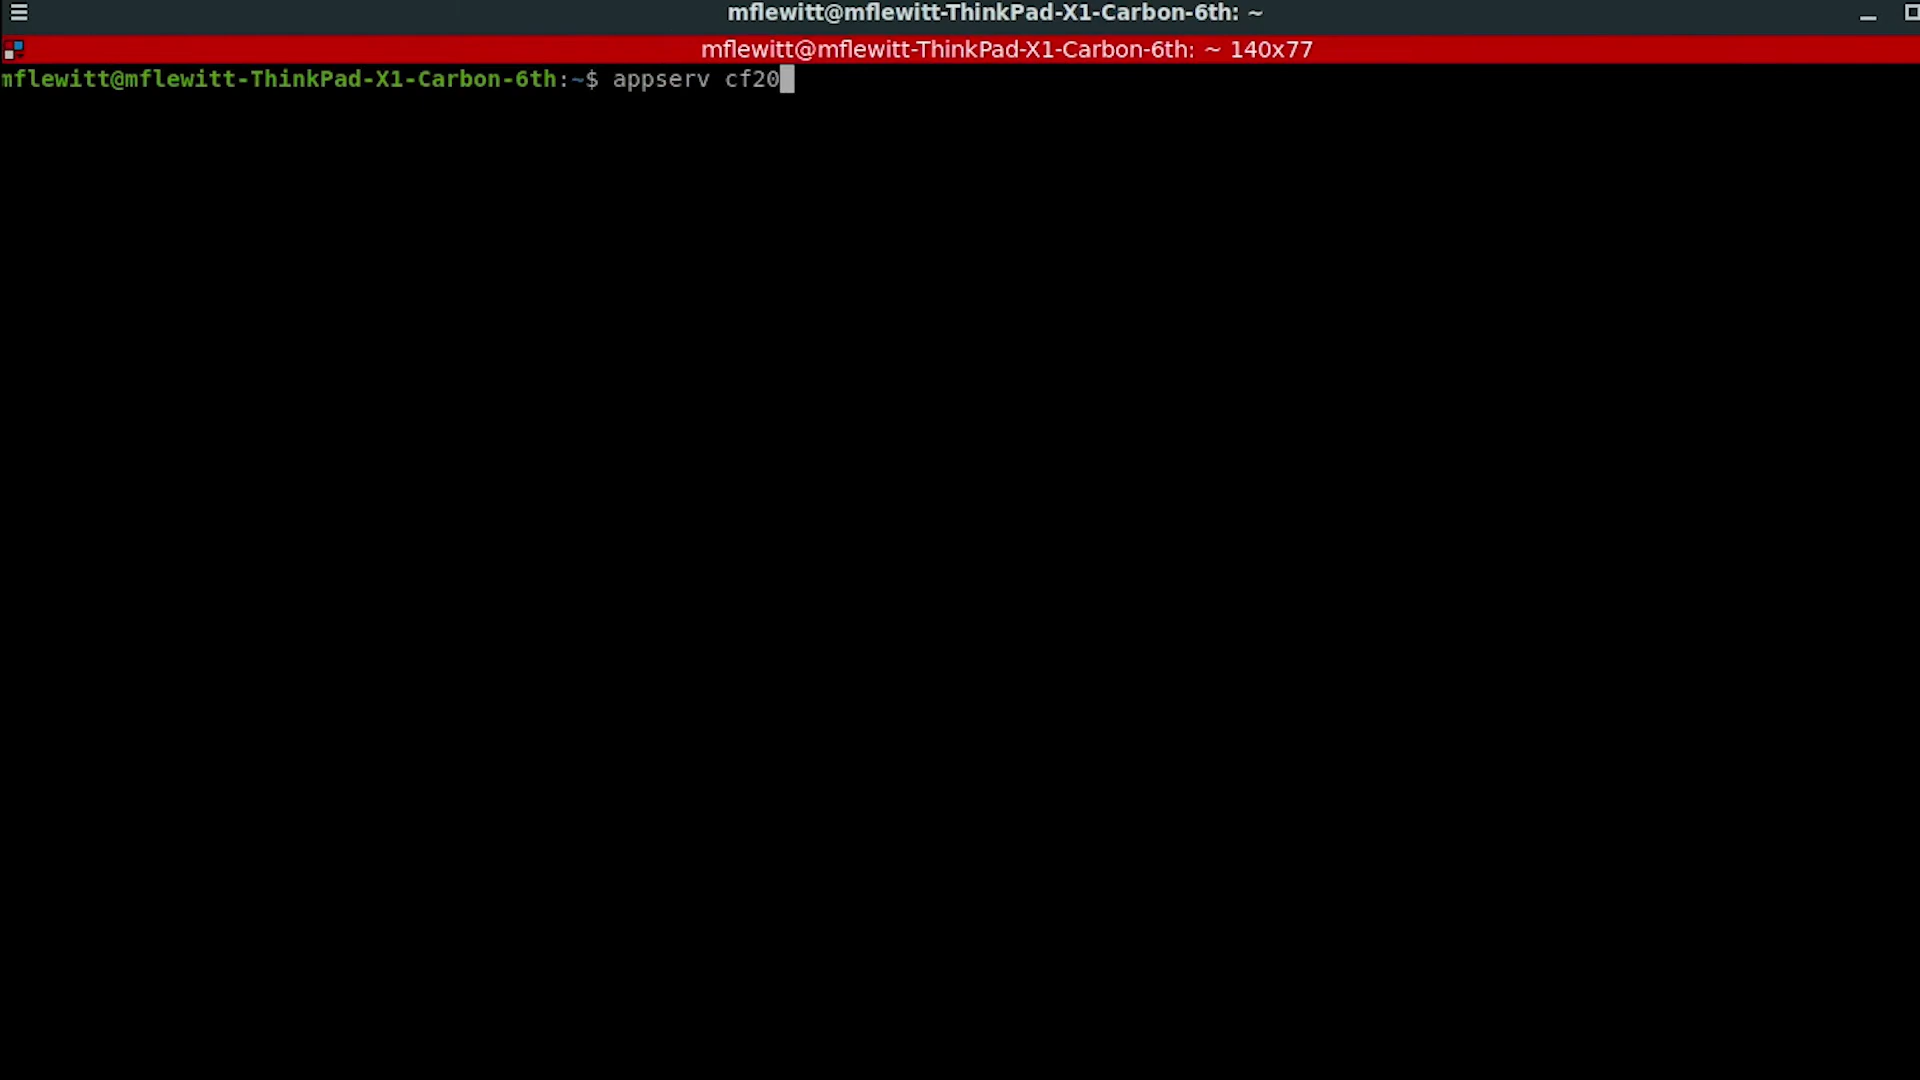 mflewitt@mflewitt-ThinkPad-X1-Carbon-6th: ~
mflewitt@mflewitt-ThinkPad-X1-Carbon-6th: ~ 140x77
mflewitt@mflewitt-ThinkPad-X1-Carbon-6th:~$ appserv cf20